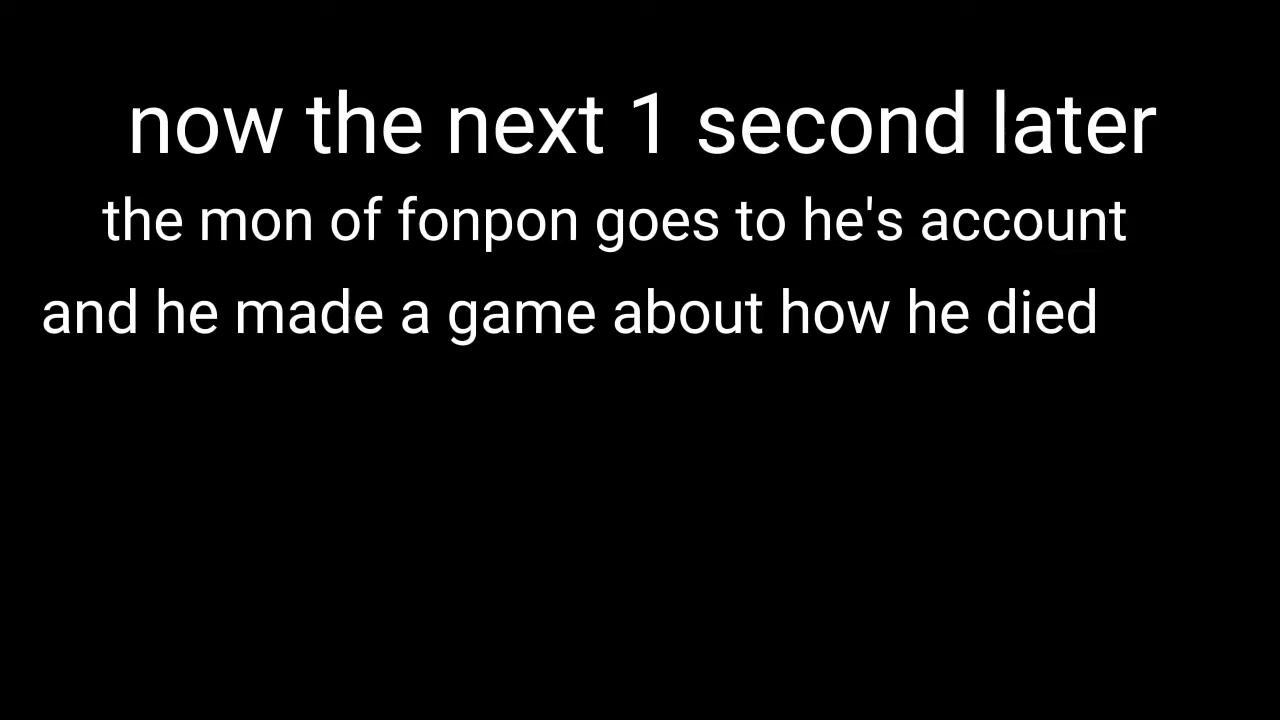 now the next 1 second later
the mon of fonpon goes to he's account
and he made a game about how he died